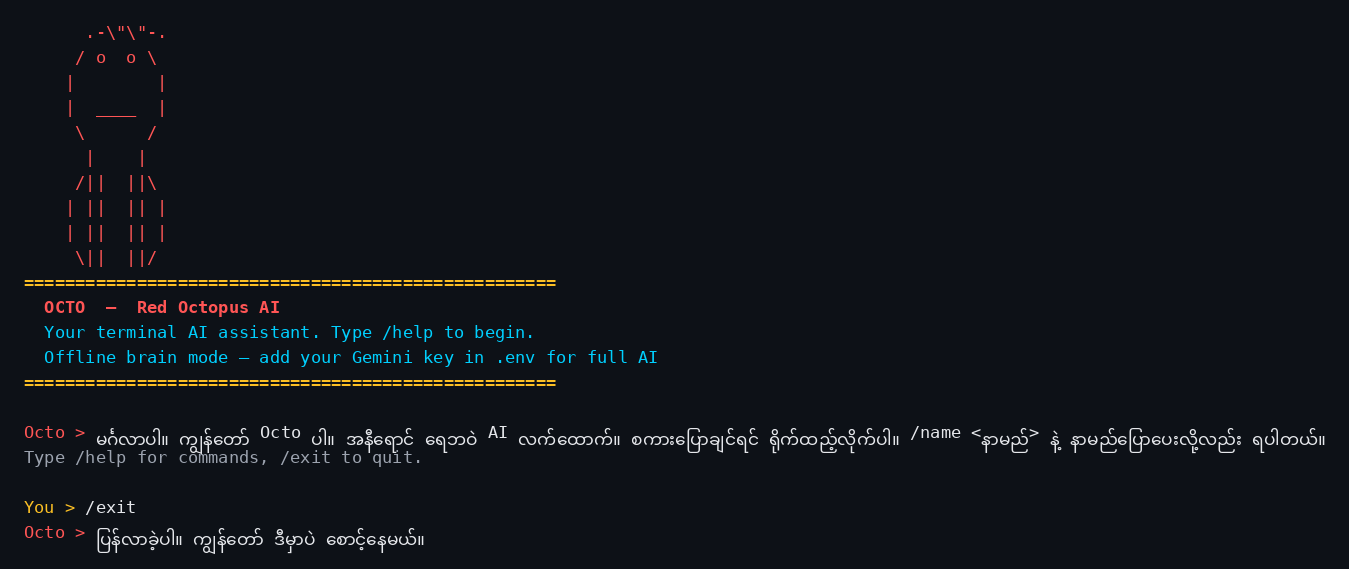 .-\"\"-.
     / o  o \
    |        |
    |  ____  |
     \      /
      |    |
     /||  ||\
    | ||  || |
    | ||  || |
     \||  ||/
====================================================
  OCTO  —  Red Octopus AI
  Your terminal AI assistant. Type /help to begin.
  Offline brain mode — add your Gemini key in .env for full AI
====================================================
Octo > မင်္ဂလာပါ။ ကျွန်တော် Octo ပါ။ အနီရောင် ရေဘဝဲ AI လက်ထောက်။ စကားပြောချင်ရင် ရိုက်ထည့်လိုက်ပါ။ /name <နာမည်> နဲ့ နာမည်ပြောပေးလို့လည်း ရပါတယ်။
Type /help for commands, /exit to quit.
You > /exit
Octo > ပြန်လာခဲ့ပါ။ ကျွန်တော် ဒီမှာပဲ စောင့်နေမယ်။